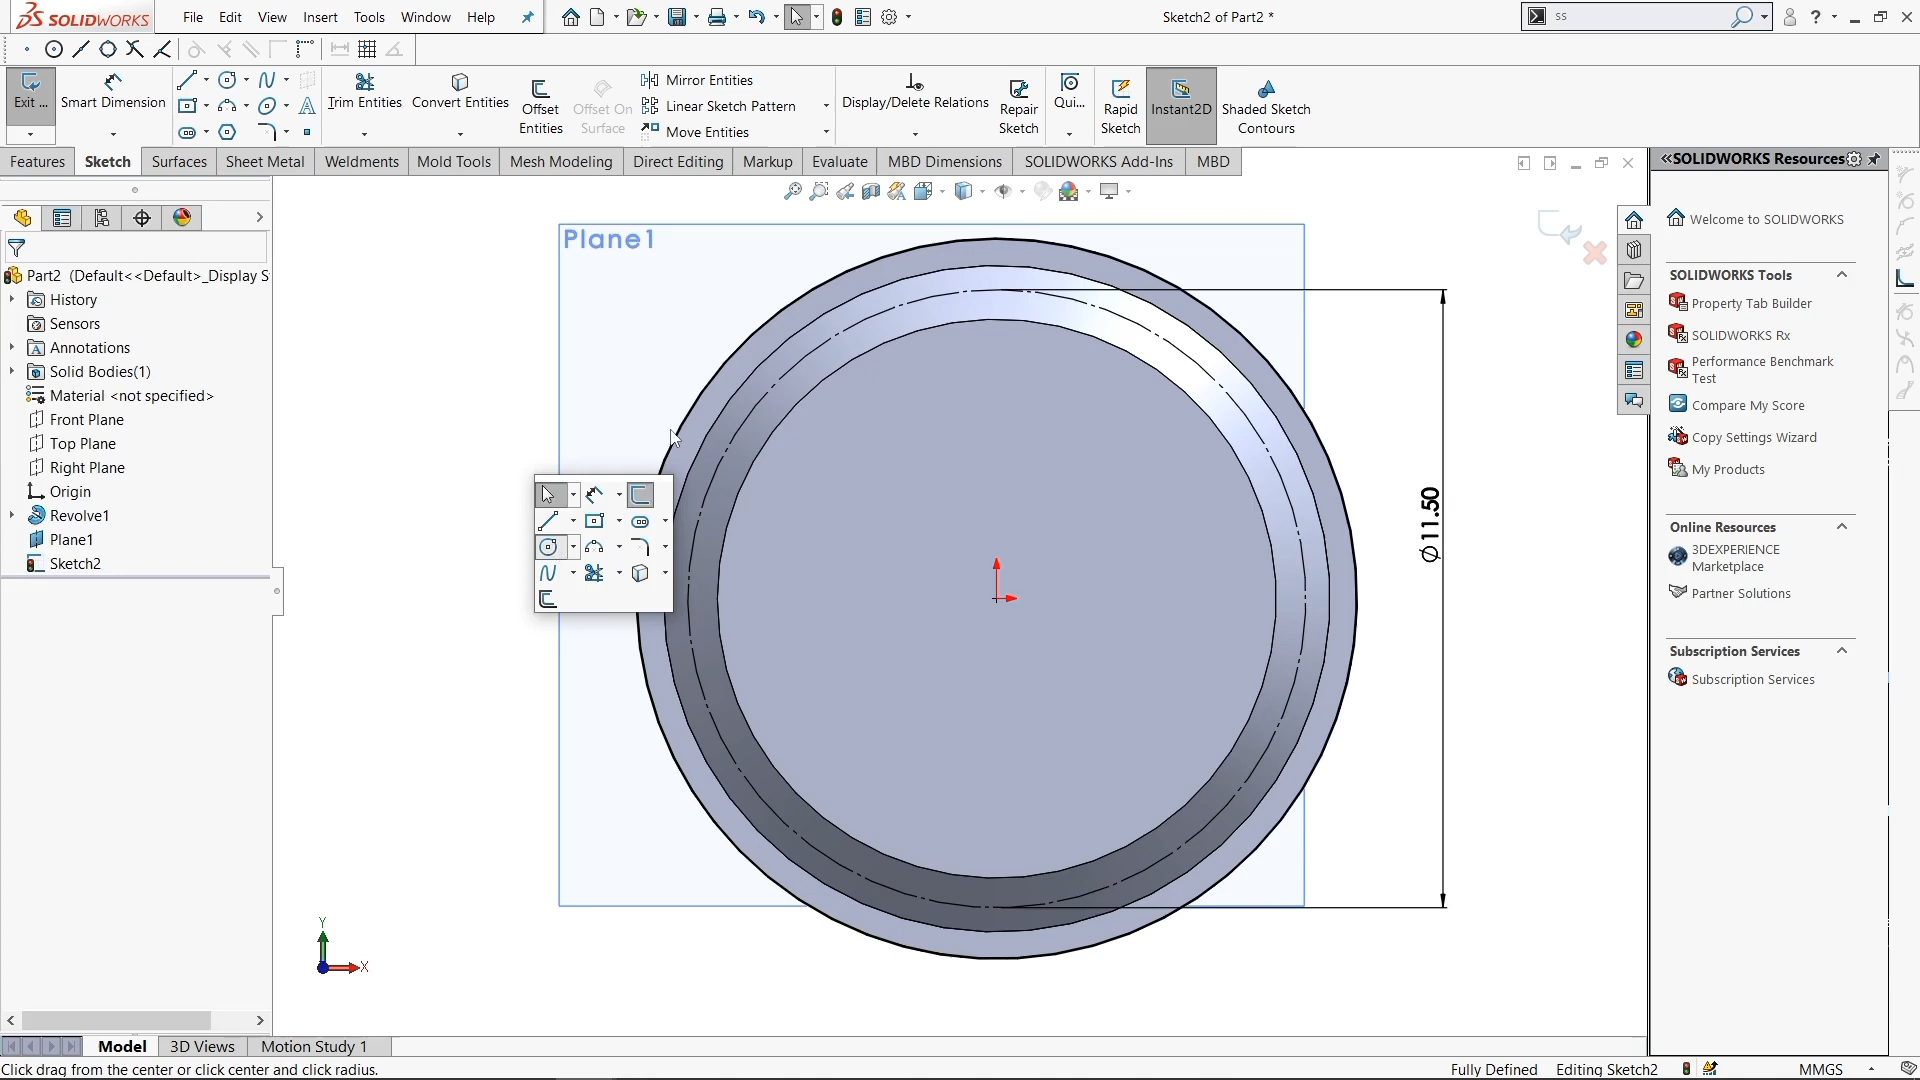 SOLIDWORKS
File Edit View Insert Tools Window Help
Sketch2 of Part2 *
ss
Exit ...
Smart Dimension
Trim Entities
Convert Entities
Offset Entities
Offset On Surface
Mirror Entities
Linear Sketch Pattern
Move Entities
Display/Delete Relations
Repair Sketch
Qui...
Rapid Sketch
Instant2D
Shaded Sketch Contours
Features Sketch Surfaces Sheet Metal Weldments Mold Tools Mesh Modeling Direct Editing Markup Evaluate MBD Dimensions SOLIDWORKS Add-Ins MBD
Part2 (Default<<Default>_Display S
History
Sensors
Annotations
Solid Bodies(1)
Material <not specified>
Front Plane
Top Plane
Right Plane
Origin
Revolve1
Plane1
Sketch2
Plane1
∅11.50
Y
X
SOLIDWORKS Resources
Welcome to SOLIDWORKS
SOLIDWORKS Tools
Property Tab Builder
SOLIDWORKS Rx
Performance Benchmark
Test
Compare My Score
Copy Settings Wizard
My Products
Online Resources
3DEXPERIENCE
Marketplace
Partner Solutions
Subscription Services
Subscription Services
Model 3D Views Motion Study 1
Click drag from the center or click center and click radius.
Fully Defined Editing Sketch2 MMGS